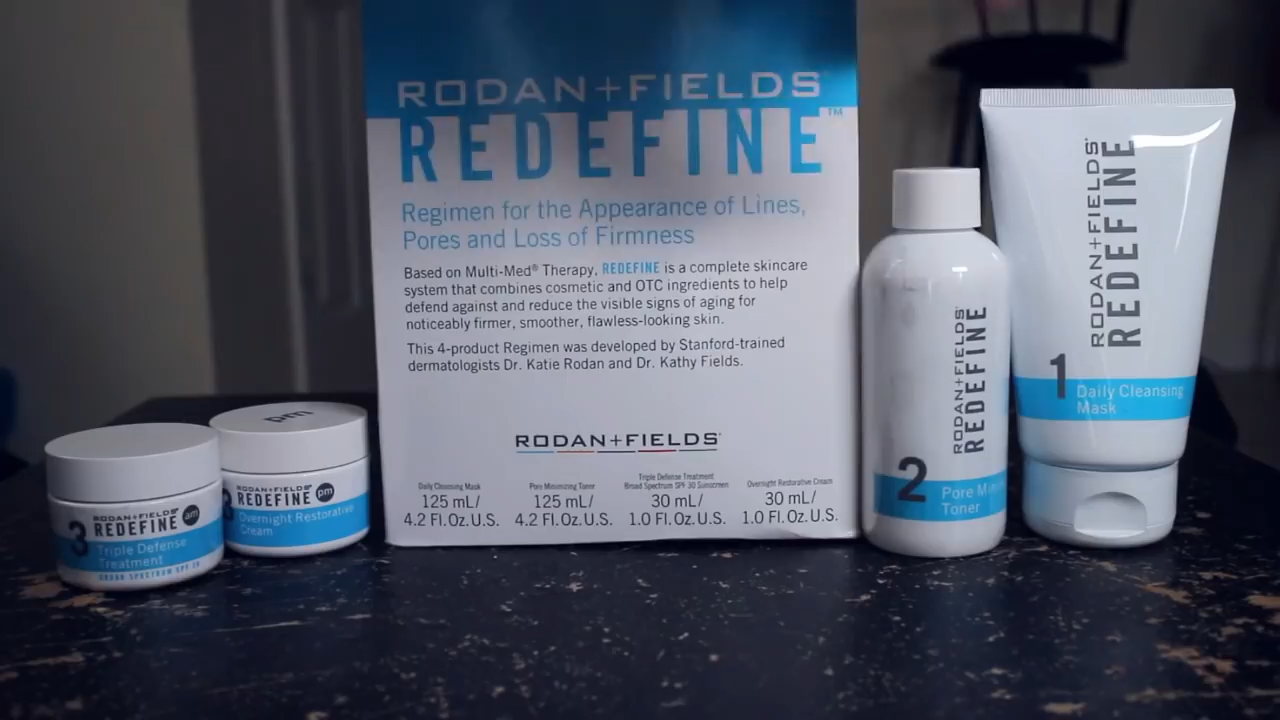 RODAN+FIELDS
REDEFINE™
Regimen for the Appearance of Lines,
Pores and Loss of Firmness
Based on Multi-Med® Therapy, REDEFINE is a complete skincare
system that combines cosmetic and OTC ingredients to help
defend against and reduce the visible signs of aging for
noticeably firmer, smoother, flawless-looking skin.
This 4-product Regimen was developed by Stanford-trained
dermatologists Dr. Katie Rodan and Dr. Kathy Fields.
RODAN+FIELDS®
Daily Cleansing Mask
125 mL/
4.2 Fl. Oz. U.S.
Pore Minimizing Toner
125 mL/
4.2 Fl. Oz. U.S.
Triple Defense Treatment
Broad Spectrum SPF 30 Sunscreen
30 mL/
1.0 Fl. Oz. U.S.
Overnight Restorative Cream
30 mL/
1.0 Fl. Oz. U.S.
3
RODAN+FIELDS
REDEFINE am
Triple Defense
Treatment
BROAD SPECTRUM SPF 30
pm
3
RODAN+FIELDS
REDEFINE pm
Overnight Restorative
Cream
RODAN+FIELDS®
REDEFINE
2
Pore
Toner
RODAN+FIELDS®
REDEFINE
1
Daily Cleansing
Mask